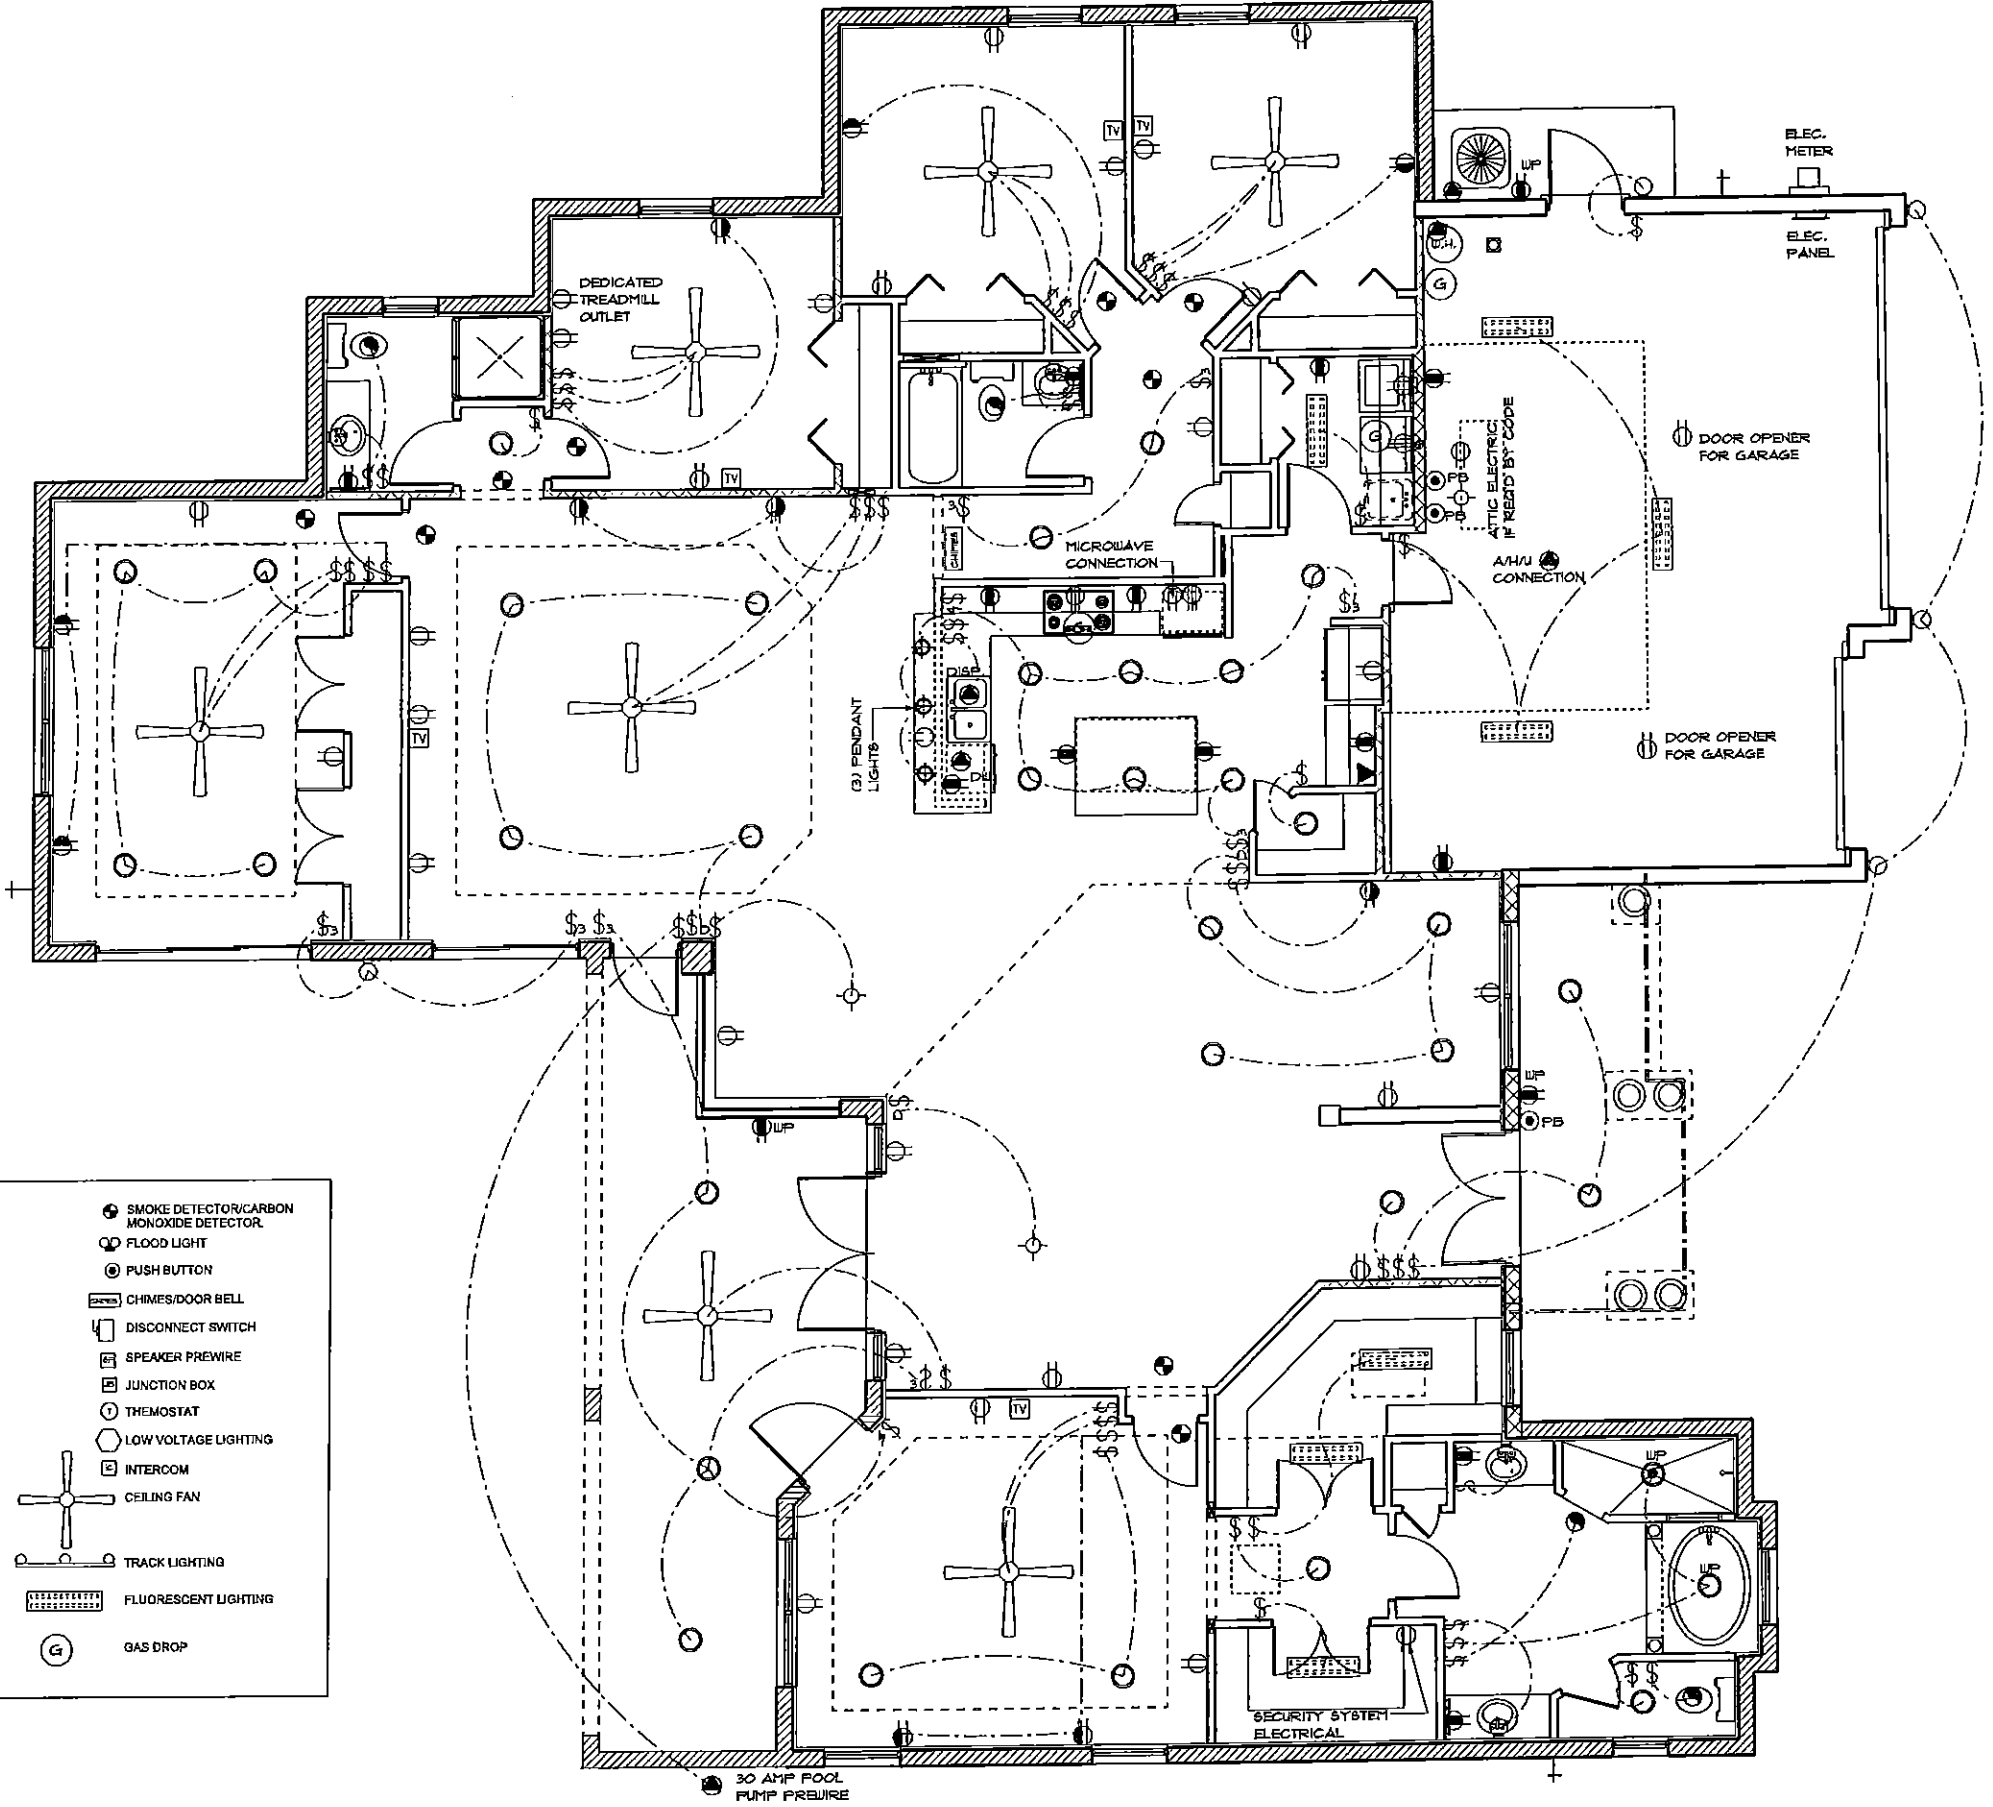 ELEC.
METER
WP
TV
TV
ELEC.
PANEL
W.H.
G
DEDICATED
TREADMILL
OUTLET
ATTIC ELECTRIC
IF REQ'D BY CODE
DOOR OPENER
FOR GARAGE
G
PB
PB
TV
CHIMES
MICROWAVE
CONNECTION
A/H/U
CONNECTION
DISP
(3) PENDANT
LIGHTS
TV
DW
DOOR OPENER
FOR GARAGE
WP
PB
WP
SMOKE DETECTOR/CARBON
MONOXIDE DETECTOR.
FLOOD LIGHT
PUSH BUTTON
CHIMES/DOOR BELL
DISCONNECT SWITCH
SPEAKER PREWIRE
JUNCTION BOX
THEMOSTAT
LOW VOLTAGE LIGHTING
INTERCOM
CEILING FAN
TRACK LIGHTING
FLUORESCENT LIGHTING
G
GAS DROP
TV
WP
WP
SECURITY SYSTEM
ELECTRICAL
30 AMP POOL
PUMP PREWIRE